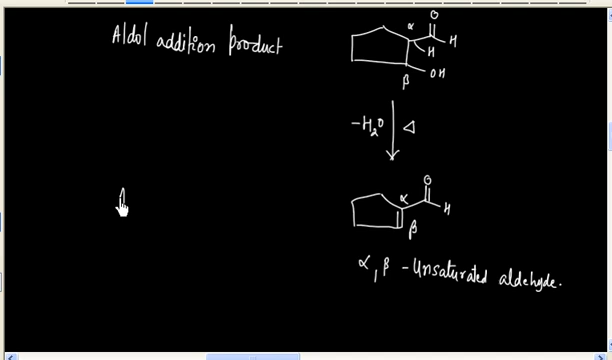 Aldol addition product
O
α
H
H
OH
β
-H₂O Δ
O
α
H
β
α, β - Unsaturated aldehyde.
A